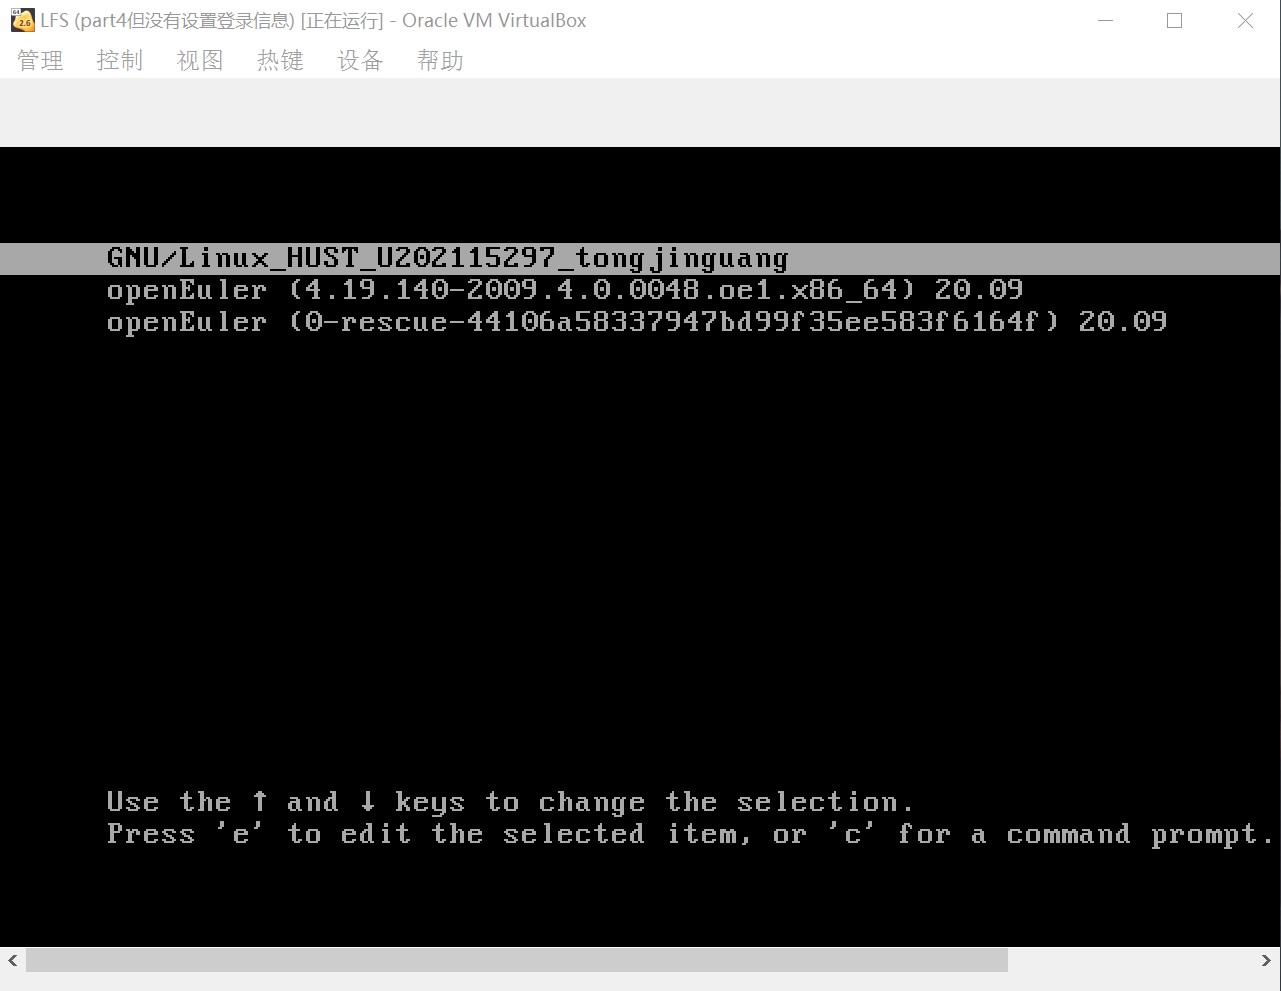 LFS (part4但没有设置登录信息) [正在运行] - Oracle VM VirtualBox
管理 控制 视图 热键 设备 帮助
GNU/Linux_HUST_U202115297_tongjinguang
openEuler (4.19.140-2009.4.0.0048.oe1.x86_64) 20.09
openEuler (0-rescue-44106a58337947bd99f35ee583f6164f) 20.09
Use the ↑ and ↓ keys to change the selection.
Press 'e' to edit the selected item, or 'c' for a command prompt.